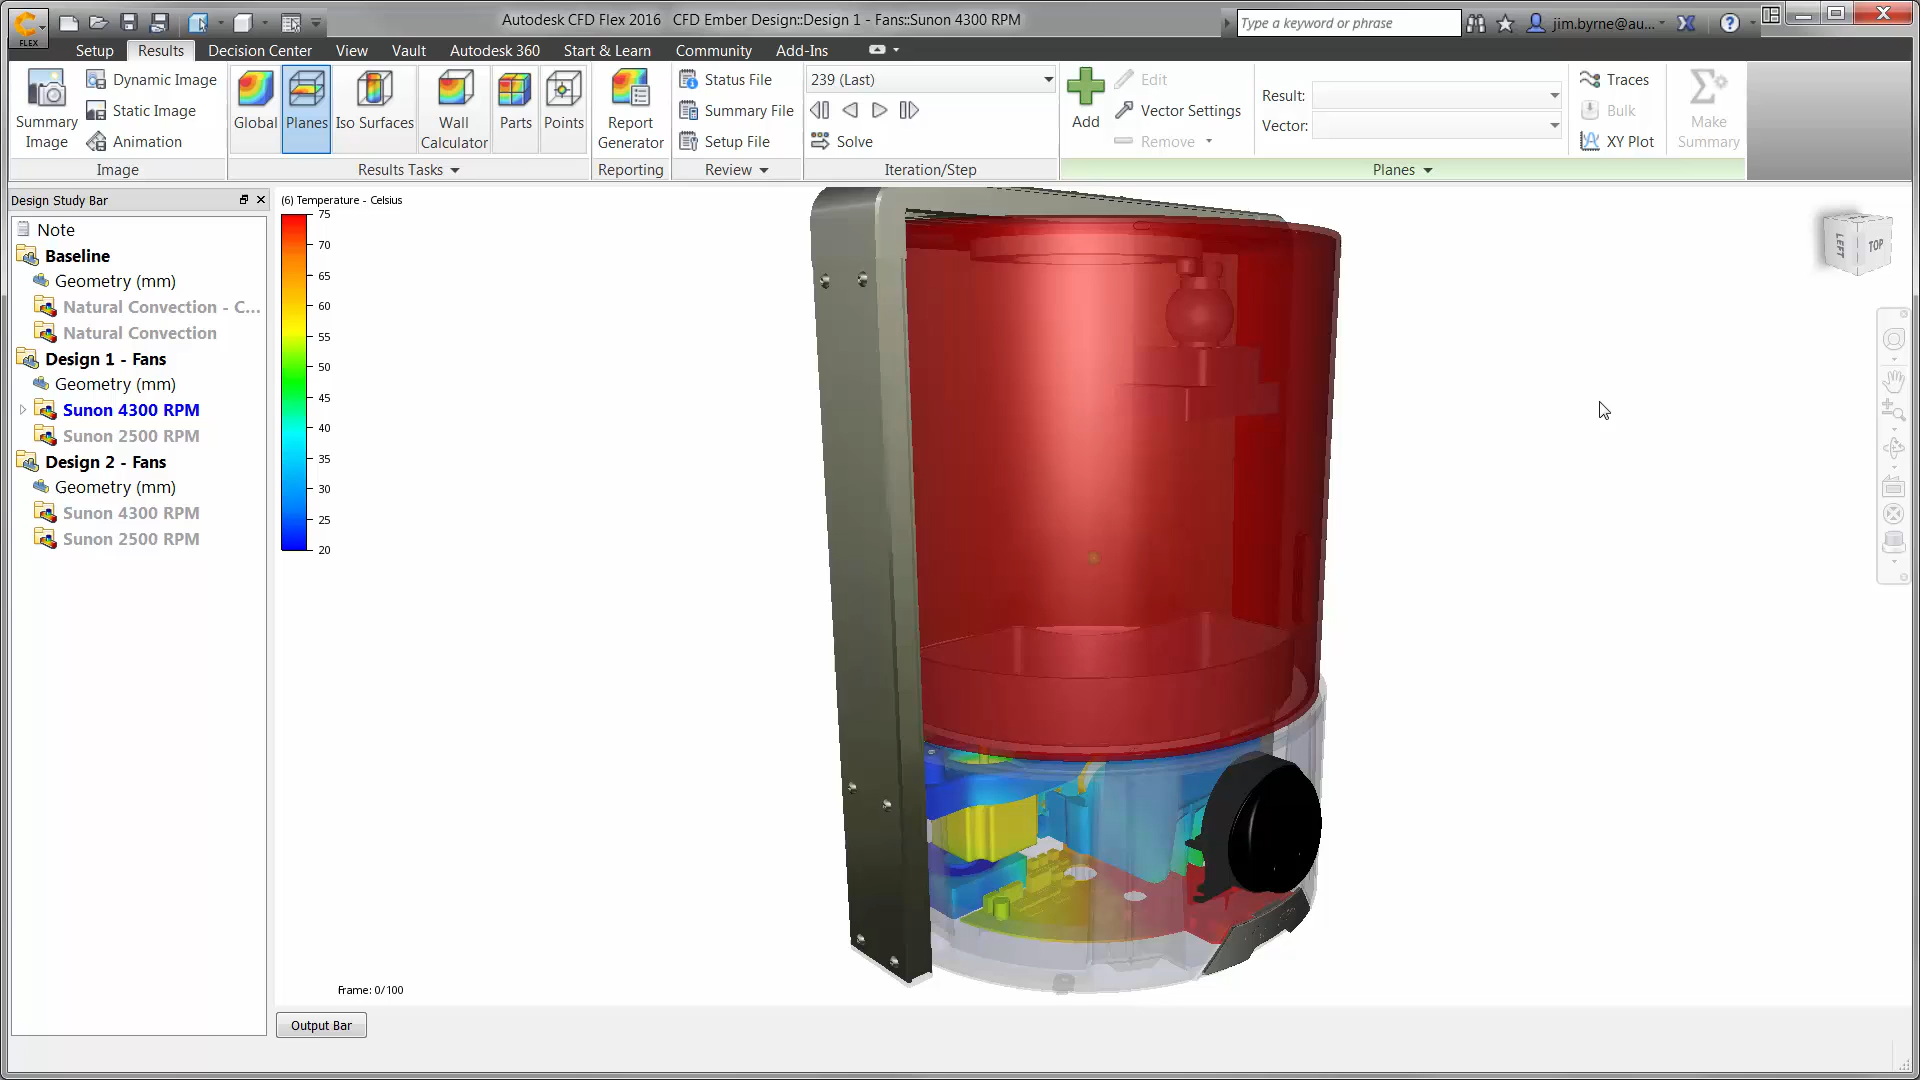 Autodesk CFD Flex 2016 CFD Ember Design::Design 1 - Fans::Sunon 4300 RPM
Type a keyword or phrase
jim.byrne@au...
FLEX
Setup Results Decision Center View Vault Autodesk 360 Start & Learn Community Add-Ins
Summary Image
Dynamic Image
Static Image
Animation
Image
Global
Planes
Iso Surfaces
Wall Calculator
Parts
Points
Results Tasks
Report Generator
Reporting
Status File
Summary File
Setup File
Review
239 (Last)
Solve
Iteration/Step
Add
Edit
Vector Settings
Remove
Result:
Vector:
Traces
Bulk
XY Plot
Make Summary
Planes
Design Study Bar
Note
Baseline
Geometry (mm)
Natural Convection - C...
Natural Convection
Design 1 - Fans
Geometry (mm)
Sunon 4300 RPM
Sunon 2500 RPM
Design 2 - Fans
Geometry (mm)
Sunon 4300 RPM
Sunon 2500 RPM
(6) Temperature - Celsius
75
70
65
60
55
50
45
40
35
30
25
20
LEFT
TOP
Frame: 0/100
Output Bar